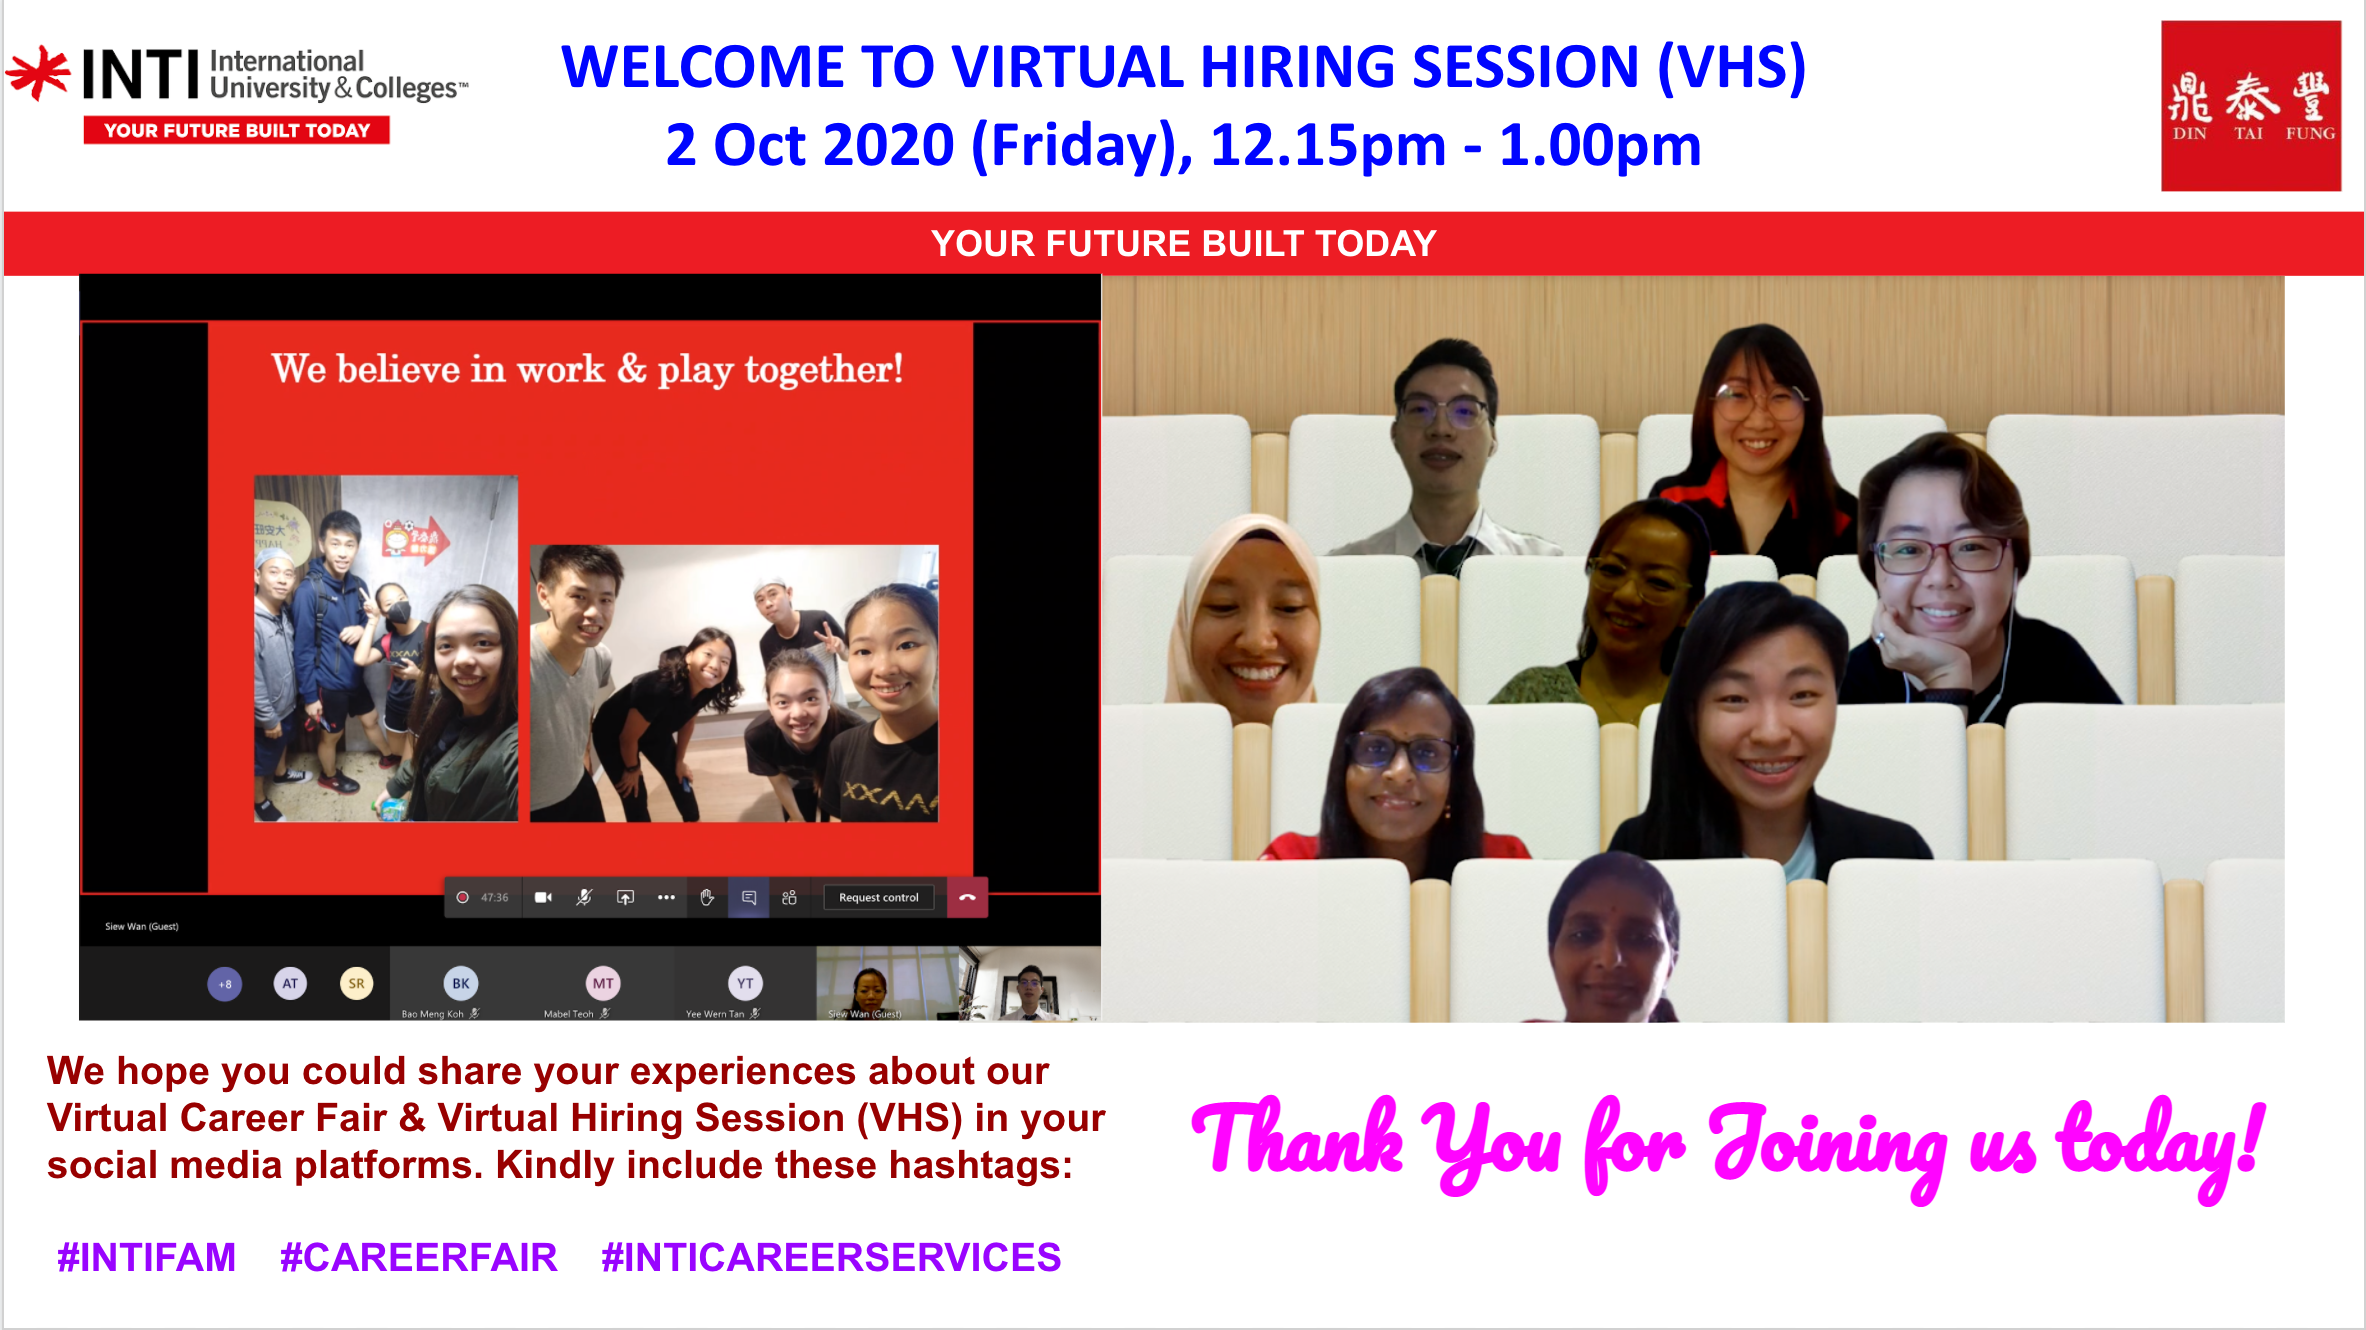 INTI International
University & Colleges™
YOUR FUTURE BUILT TODAY
WELCOME TO VIRTUAL HIRING SESSION (VHS)
2 Oct 2020 (Friday), 12.15pm - 1.00pm
鼎泰豐
DIN TAI FUNG
YOUR FUTURE BUILT TODAY
We believe in work & play together!
XXΛΛΛ
47:36
Request control
Siew Wan (Guest)
+8
AT
SR
BK
MT
YT
Bao Meng Koh
Mabel Teoh
Yee Wern Tan
Siew Wan (Guest)
We hope you could share your experiences about our
Virtual Career Fair & Virtual Hiring Session (VHS) in your
social media platforms. Kindly include these hashtags:
#INTIFAM #CAREERFAIR #INTICAREERSERVICES
Thank You for Joining us today!